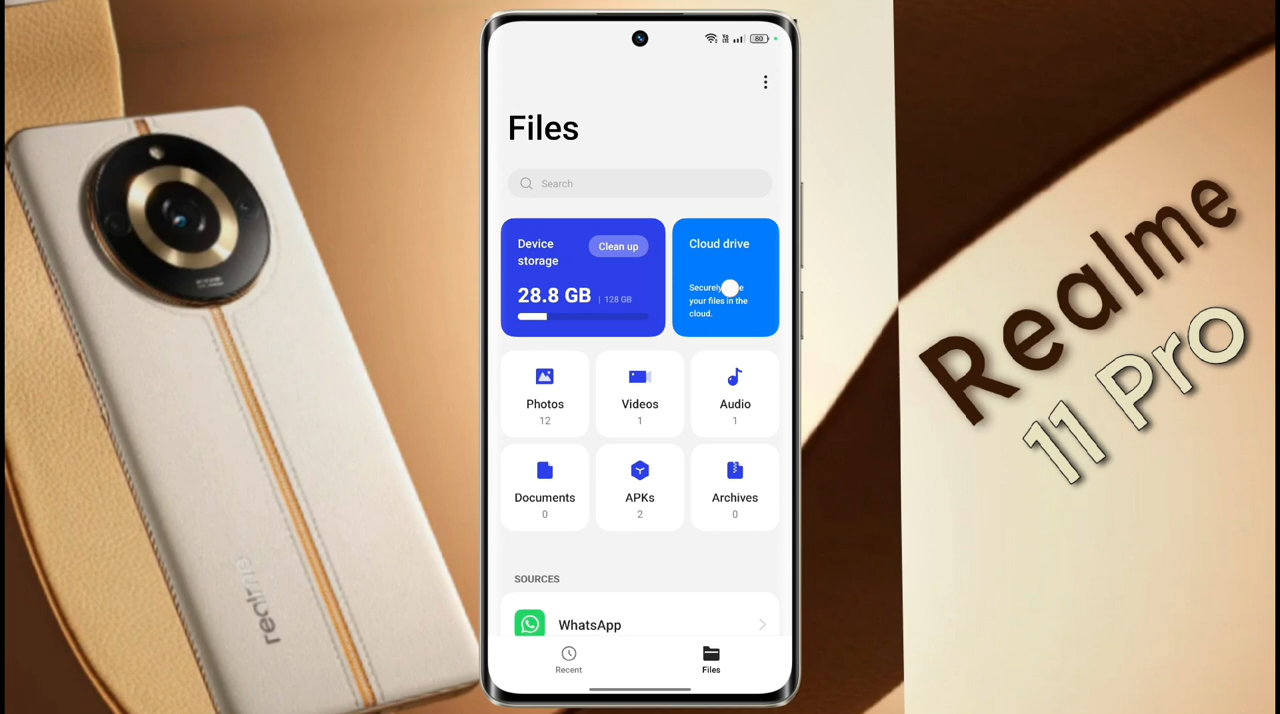 80
Files
Search
Device
storage
Clean up
28.8 GB | 128 GB
Cloud drive
Securely
your files in the
cloud.
Photos
12
Videos
1
Audio
1
Documents
0
APKs
2
Archives
0
SOURCES
WhatsApp
Recent
Files
realme
Realme
11 Pro